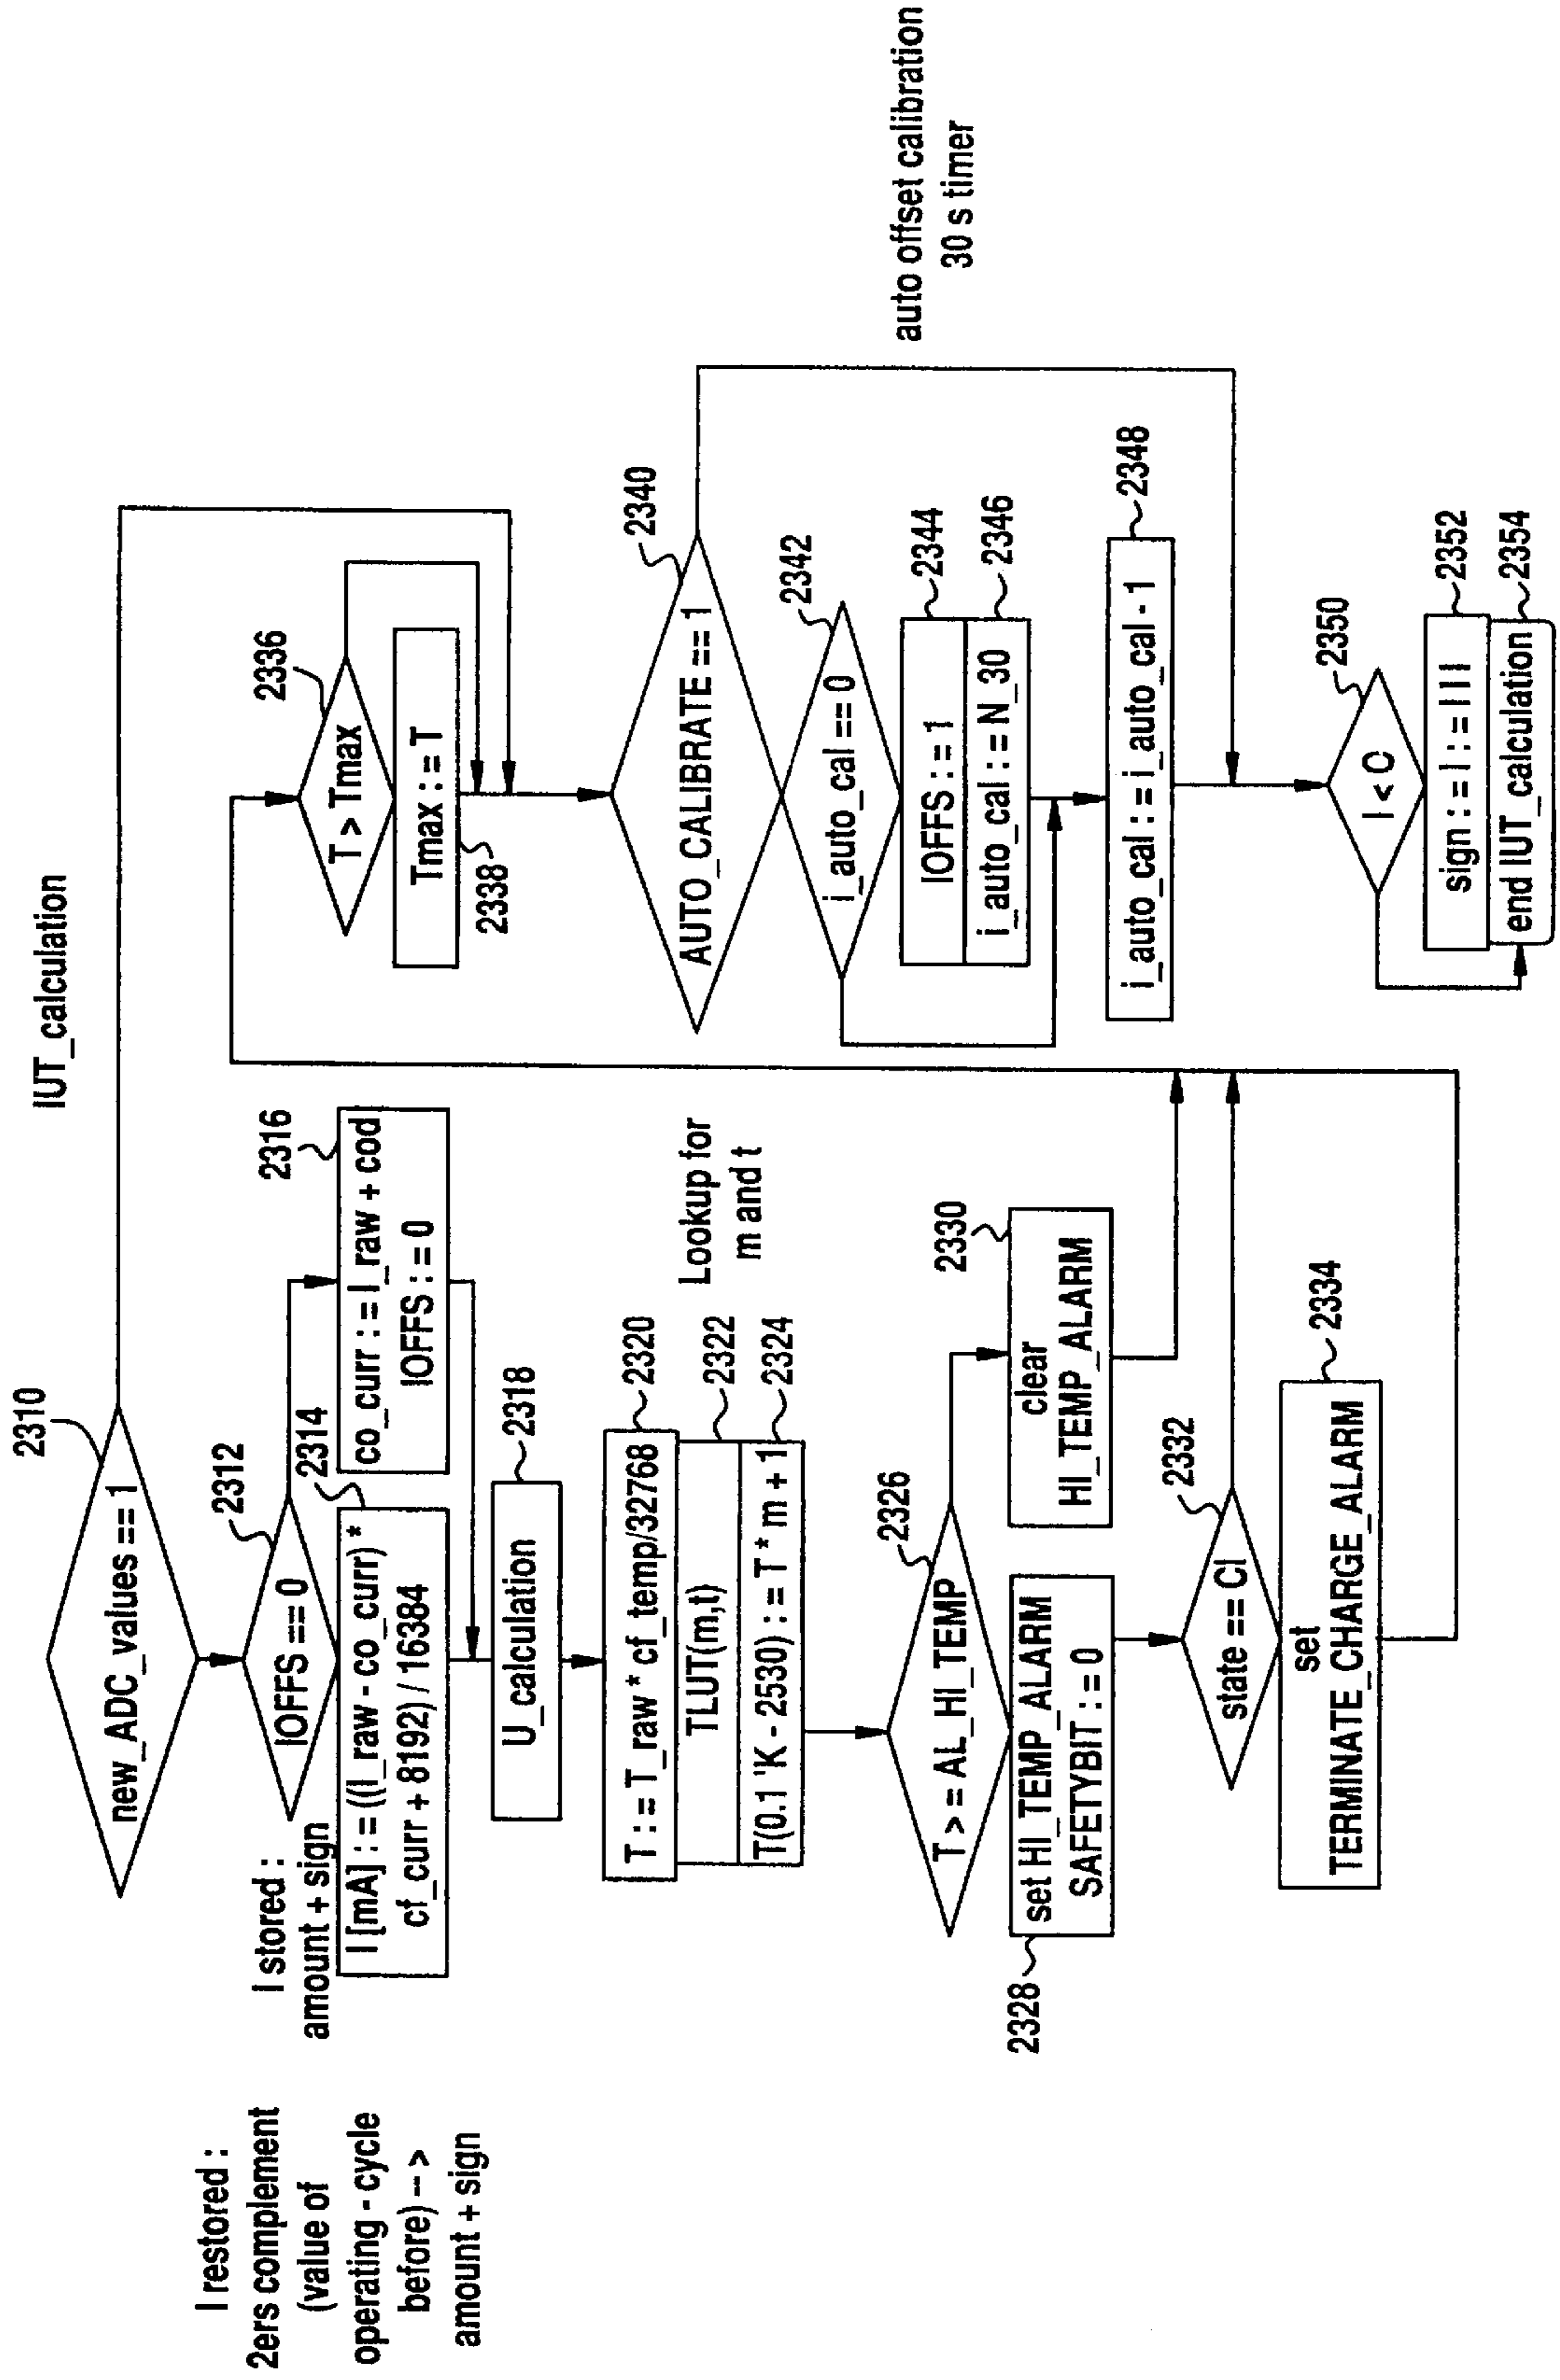 IUT_calculation
2310
new_ADC_values == 1
I restored :
2ers complement
(value of
operating - cycle
before) -- >
amount + sign
I stored :
amount + sign
2312
IOFFS == 0
2314
I [mA] : = ((I_raw - co_curr) *
cf_curr + 8192) / 16384
2316
co_curr : = I_raw + cod
IOFFS : = 0
U_calculation
2318
T : = T_raw * cf_temp/32768
2320
TLUT(m,t)
2322
T(0.1 'K - 2530) : = T * m + 1
2324
Lookup for
m and t
2326
T > = AL_HI_TEMP
2328
set HI_TEMP_ALARM
SAFETYBIT : = 0
2330
clear
HI_TEMP_ALARM
2332
state == CI
2334
set
TERMINATE_CHARGE_ALARM
2336
T > Tmax
Tmax : = T
2338
2340
AUTO_CALIBRATE == 1
auto offset calibration
30 s timer
2342
i_auto_cal == 0
2344
IOFFS : = 1
2346
i_auto_cal : = N_30
2348
i_auto_cal : = i_auto_cal - 1
2350
I < 0
2352
sign : = I : = I I I
2354
end IUT_calculation